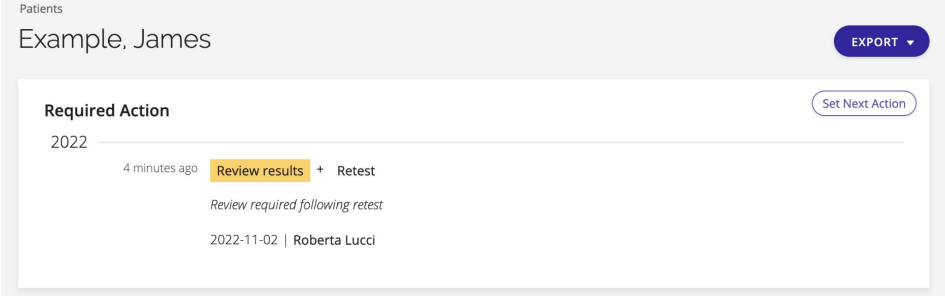 Patients
Example, James
EXPORT
Required Action
Set Next Action
2022
4 minutes ago Review results + Retest
Review required following retest
2022-11-02 | Roberta Lucci